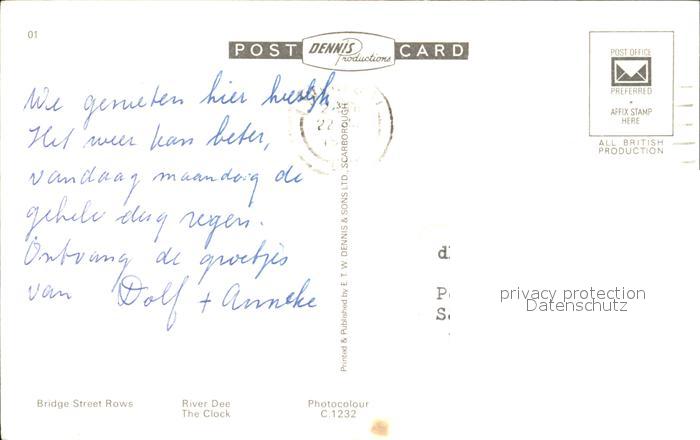 01
POST DENNIS Productions CARD
POST OFFICE
PREFERRED
AFFIX STAMP
HERE
ALL BRITISH
PRODUCTION
We genieten hier heerlijk.
Het weer kan beter,
vandaag maandag de
gehele dag regen.
Ontvang de groetjes
van Dolf + Anneke
22
Printed & Published by E. T. W. DENNIS & SONS LTD., SCARBOROUGH
privacy protection
Datenschutz
Bridge Street Rows
River Dee
The Clock
Photocolour
C.1232